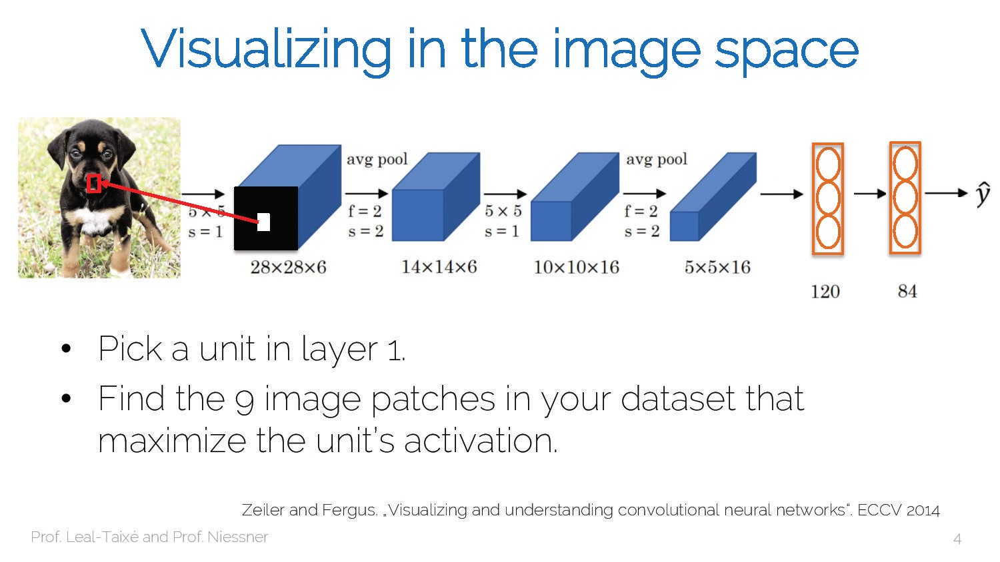 Visualizing in the image space
avg pool
avg pool
5 × 5
s = 1
f = 2
s = 2
5 × 5
s = 1
f = 2
s = 2
ŷ
28×28×6
14×14×6
10×10×16
5×5×16
120
84
• Pick a unit in layer 1.
• Find the 9 image patches in your dataset that
maximize the unit’s activation.
Zeiler and Fergus. „Visualizing and understanding convolutional neural networks“. ECCV 2014
Prof. Leal-Taixé and Prof. Niessner
4